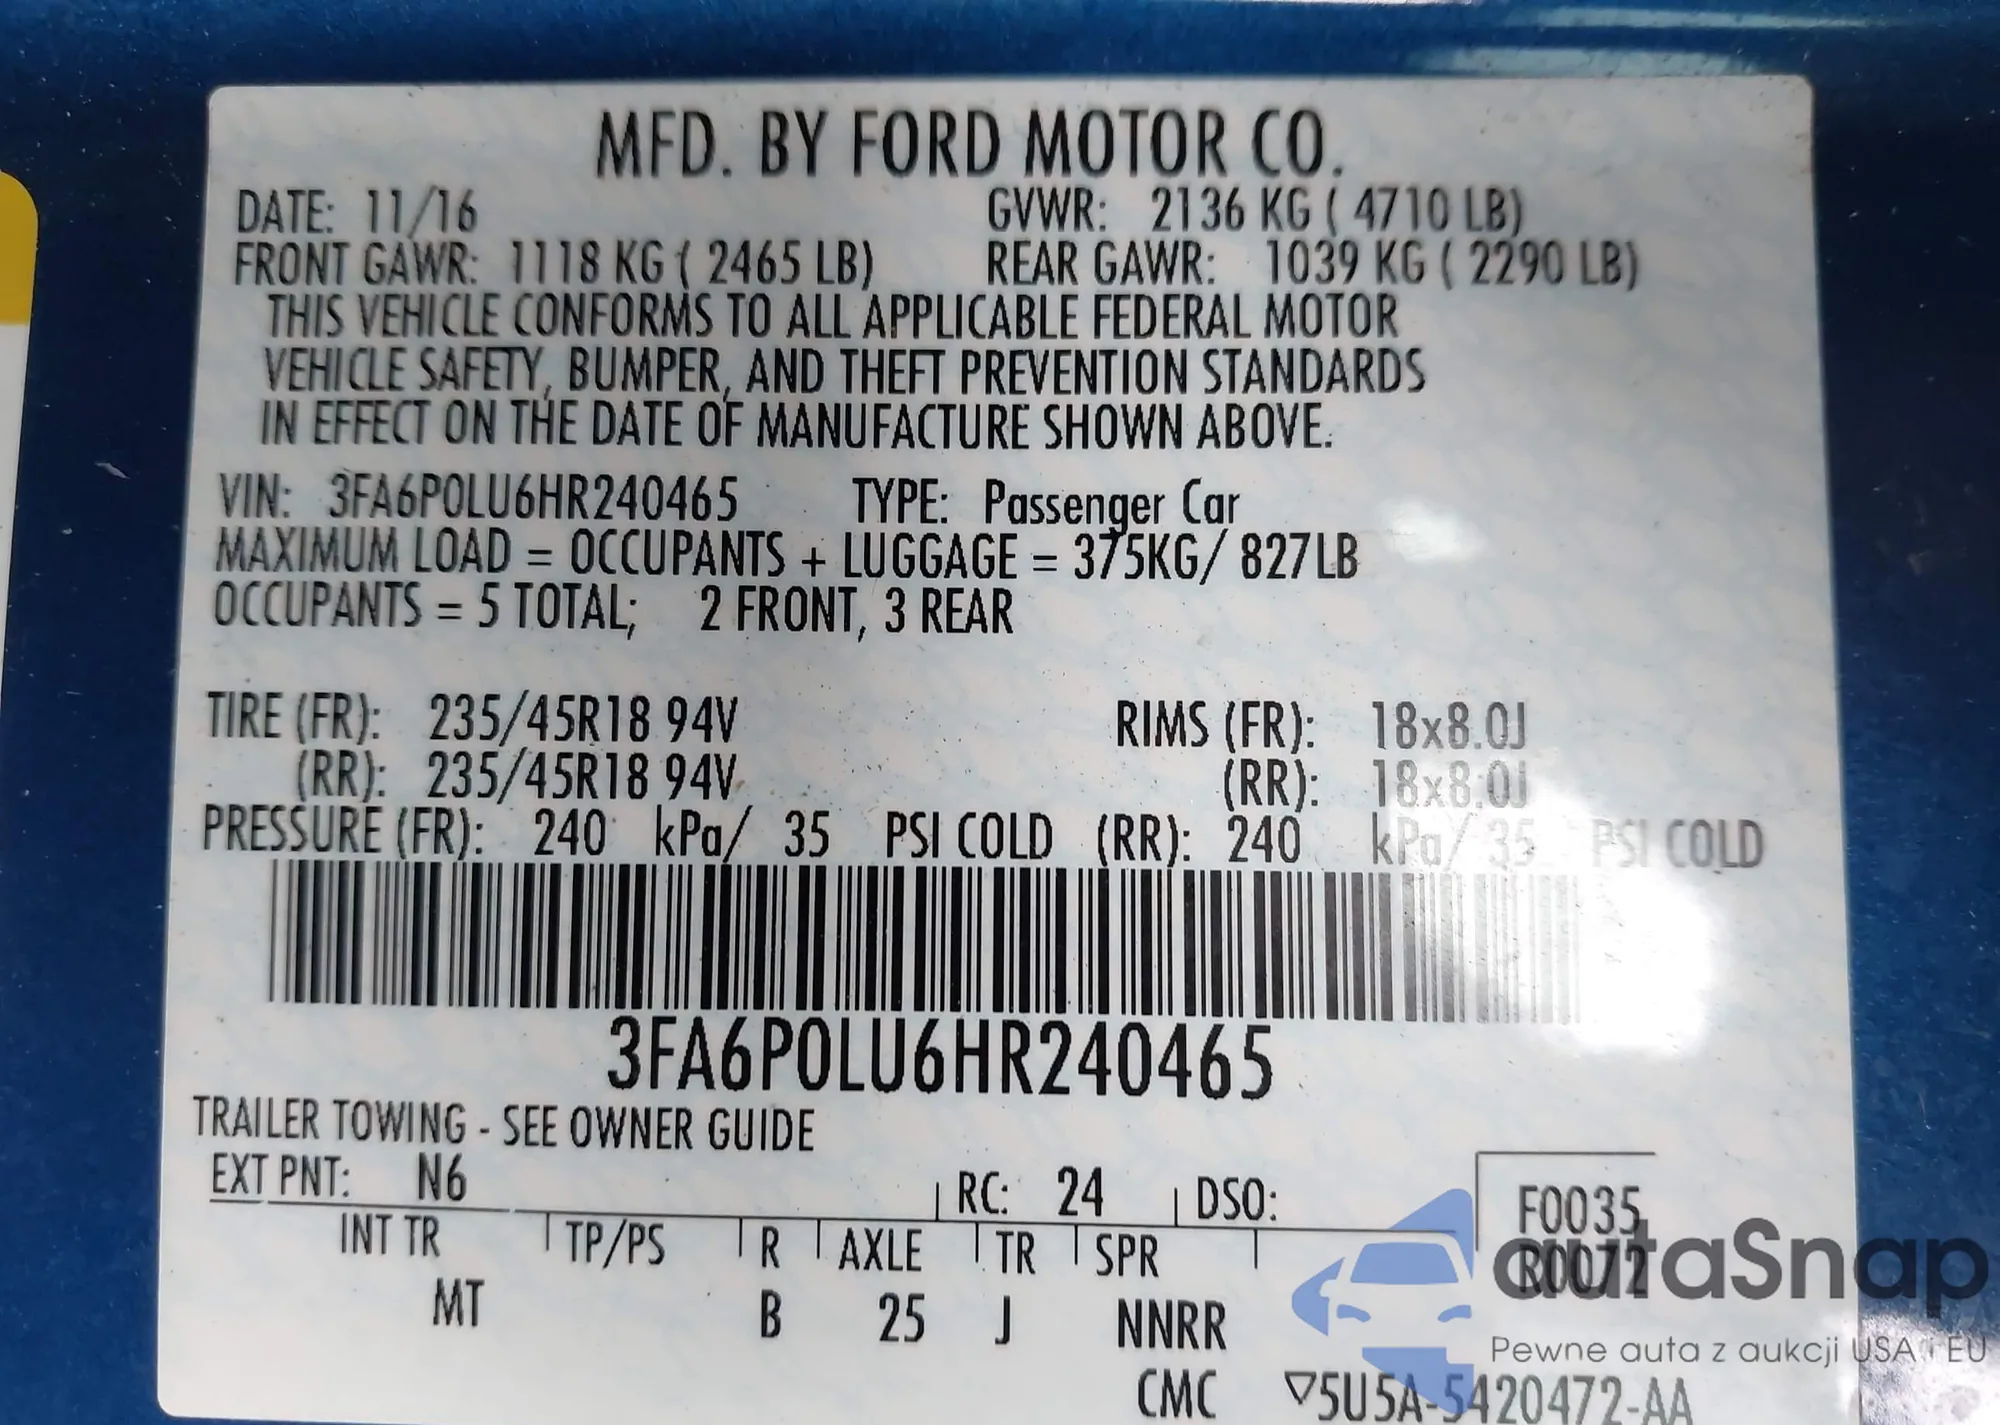 MFD. BY FORD MOTOR CO.
DATE: 11/16 GVWR: 2136 KG ( 4710 LB)
FRONT GAWR: 1118 KG ( 2465 LB) REAR GAWR: 1039 KG ( 2290 LB)
THIS VEHICLE CONFORMS TO ALL APPLICABLE FEDERAL MOTOR
VEHICLE SAFETY, BUMPER, AND THEFT PREVENTION STANDARDS
IN EFFECT ON THE DATE OF MANUFACTURE SHOWN ABOVE.
VIN: 3FA6P0LU6HR240465 TYPE: Passenger Car
MAXIMUM LOAD = OCCUPANTS + LUGGAGE = 375KG/ 827LB
OCCUPANTS = 5 TOTAL; 2 FRONT, 3 REAR
TIRE (FR): 235/45R18 94V RIMS (FR): 18x8.0J
(RR): 235/45R18 94V (RR): 18x8.0J
PRESSURE (FR): 240 kPa/ 35 PSI COLD (RR): 240 kPa/ 35 PSI COLD
3FA6P0LU6HR240465
TRAILER TOWING - SEE OWNER GUIDE
EXT PNT: N6 RC: 24 DSO: F0035
INT TR TP/PS R AXLE TR SPR R0072
MT B 25 J NNRR
CMC ▽5U5A-5420472-AA
autoSnap
Pewne auta z aukcji USA i EU